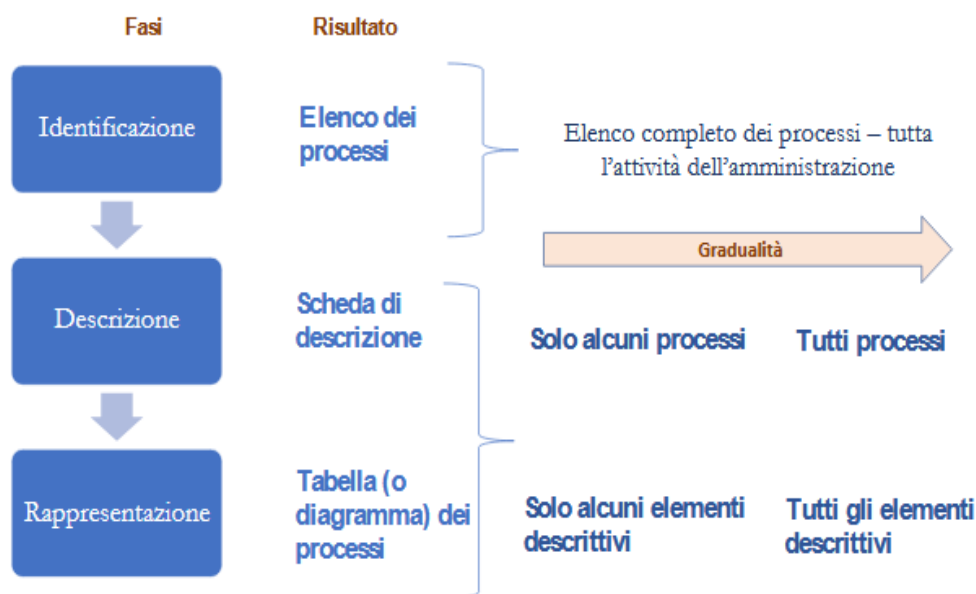 Fasi
Risultato
Identificazione
Elenco dei
processi
Elenco completo dei processi – tutta
l'attività dell'amministrazione
Gradualità
Descrizione
Scheda di
descrizione
Solo alcuni processi
Tutti processi
Rappresentazione
Tabella (o
diagramma) dei
processi
Solo alcuni elementi
descrittivi
Tutti gli elementi
descrittivi